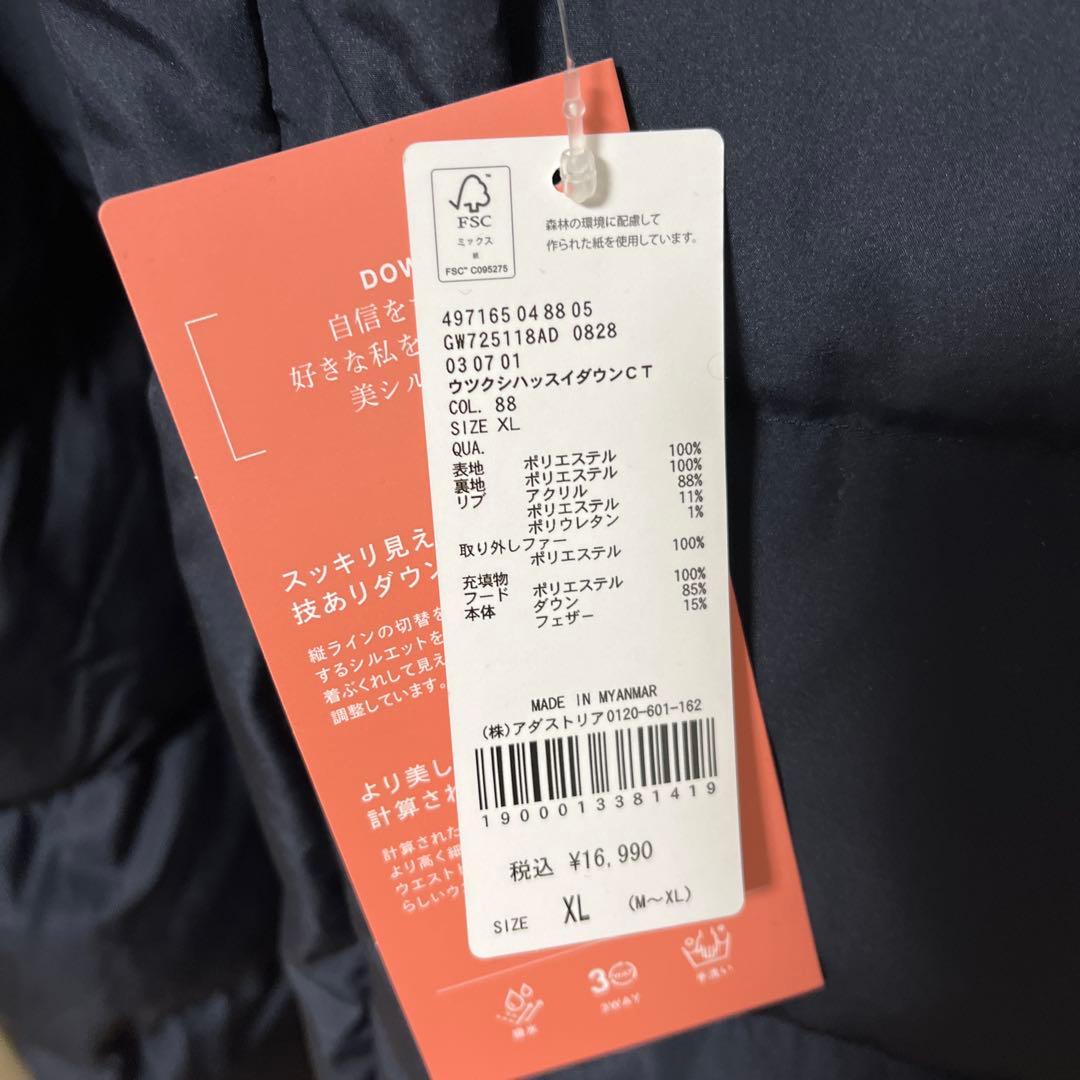 FSC
ミックス
紙
FSC™ C095275
森林の環境に配慮して
作られた紙を使用しています。
497165 04 88 05
GW725118AD 0828
03 07 01
ウツクシハッスイダウンCT
COL. 88
SIZE XL
QUA.
表地 ポリエステル 100%
裏地 ポリエステル 100%
リブ アクリル 88%
ポリエステル 11%
ポリウレタン 1%
取り外しファー
ポリエステル 100%
充填物
フード ポリエステル 100%
本体 ダウン 85%
フェザー 15%
MADE IN MYANMAR
(株)アダストリア0120-601-162
1900013381419
税込 ¥16,990
SIZE XL (M〜XL)
DOW
自信を
好きな私を
美シル
スッキリ見え
技ありダウン
縦ラインの切替を
するシルエットを
着ぶくれして見え
調整しています。
より美し
計算され
計算された
より高く細
ウエスト
らしいウ
撥水
3WAY
3WAY
手洗い